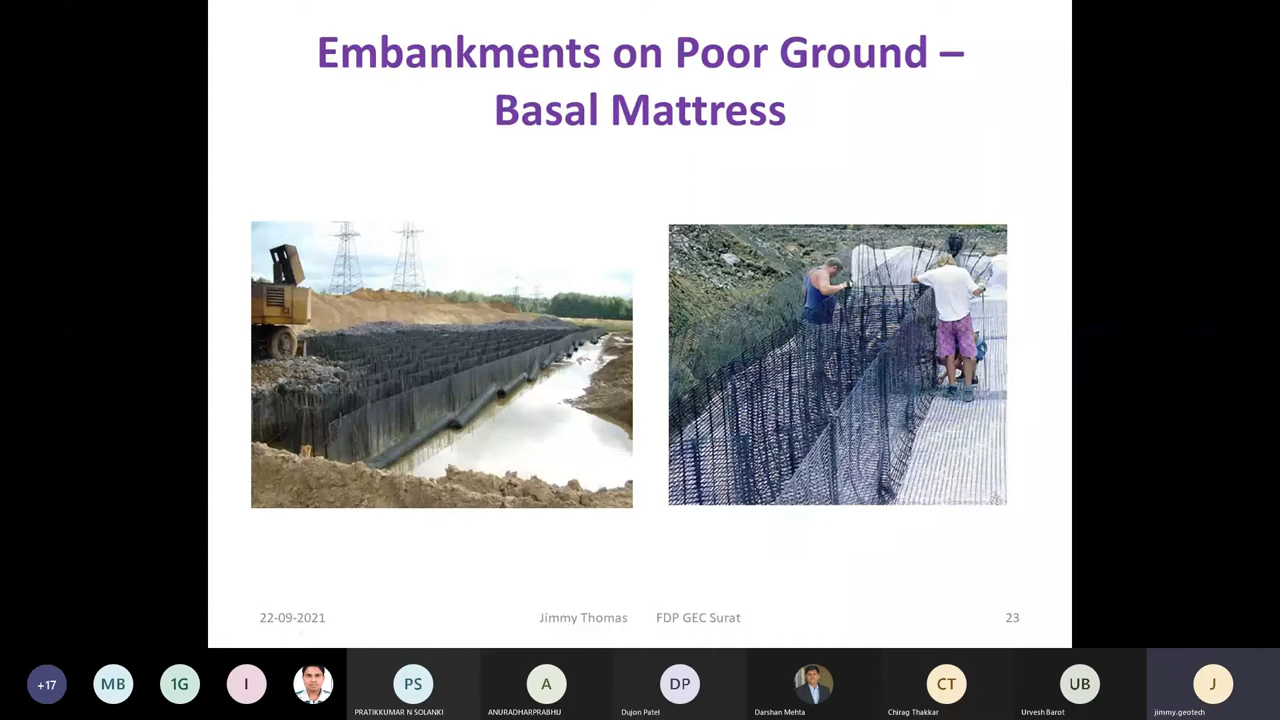 Embankments on Poor Ground –
Basal Mattress
22-09-2021 Jimmy Thomas FDP GEC Surat 23
+17 MB 1G I PS A DP CT UB J
PRATIKKUMAR N SOLANKI ANURADHARPRABHU Dujon Patel Darshan Mehta Chirag Thakkar Urvesh Barot jimmy.geotech